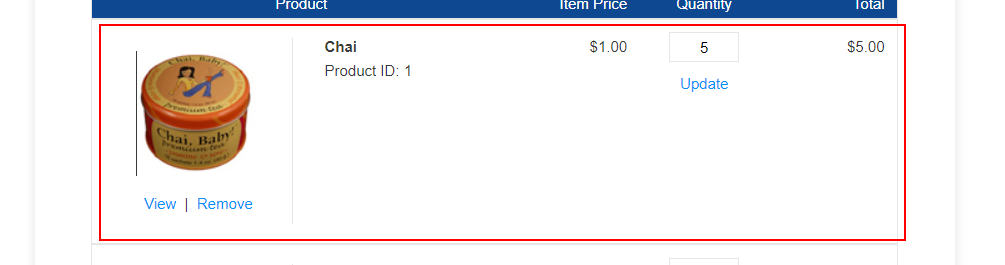 Product Item Price Quantity Total
Chai $1.00 5 $5.00
Product ID: 1
Update
Chai, Baby!
premium tea
Chai, Baby!
premium tea
View | Remove